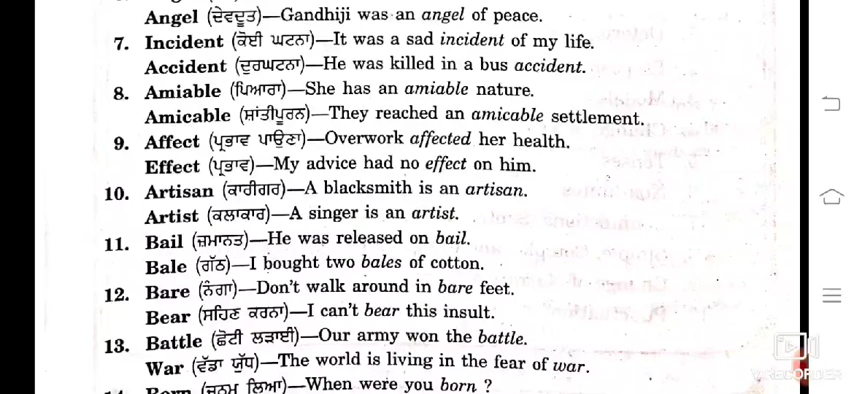 Angel (ਦੇਵਦੂਤ)—Gandhiji was an angel of peace.
7. Incident (ਕੋਈ ਘਟਨਾ)—It was a sad incident of my life.
Accident (ਦੁਰਘਟਨਾ)—He was killed in a bus accident.
8. Amiable (ਪਿਆਰਾ)—She has an amiable nature.
Amicable (ਸ਼ਾਂਤੀਪੂਰਨ)—They reached an amicable settlement.
9. Affect (ਪ੍ਰਭਾਵ ਪਾਉਣਾ)—Overwork affected her health.
Effect (ਪ੍ਰਭਾਵ)—My advice had no effect on him.
10. Artisan (ਕਾਰੀਗਰ)—A blacksmith is an artisan.
Artist (ਕਲਾਕਾਰ)—A singer is an artist.
11. Bail (ਜ਼ਮਾਨਤ)—He was released on bail.
Bale (ਗੱਠ)—I bought two bales of cotton.
12. Bare (ਨੰਗਾ)—Don't walk around in bare feet.
Bear (ਸਹਿਣ ਕਰਨਾ)—I can't bear this insult.
13. Battle (ਛੋਟੀ ਲੜਾਈ)—Our army won the battle.
War (ਵੱਡਾ ਯੁੱਧ)—The world is living in the fear of war.
Born (ਜਨਮ ਲਿਆ)—When were you born ?